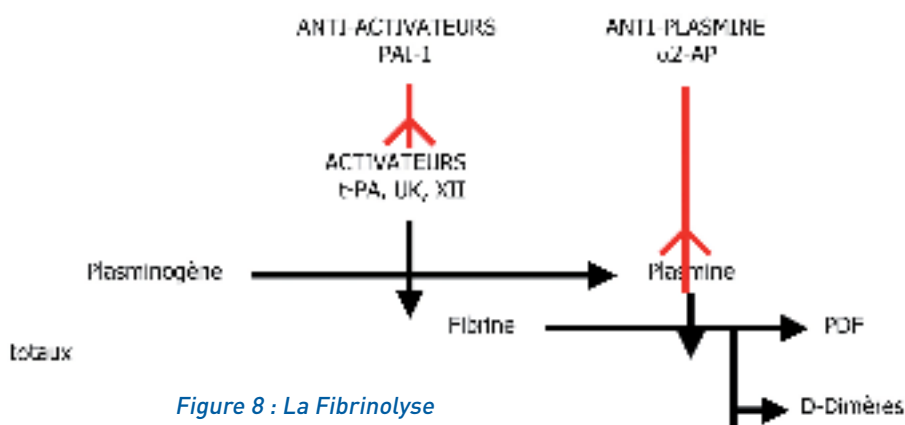 ANTI-ACTIVATEURS
PAI-1
ANTI-PLASMINE
α2-AP
ACTIVATEURS
t-PA, UK, XII
Plasminogène
Plasmine
Fibrine
PDF
totaux
D-Dimères
Figure 8 : La Fibrinolyse